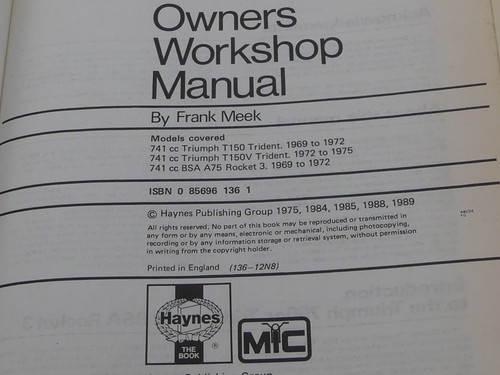 Owners
Workshop
Manual
By Frank Meek
Models covered
741 cc Triumph T150 Trident. 1969 to 1972
741 cc Triumph T150V Trident. 1972 to 1975
741 cc BSA A75 Rocket 3. 1969 to 1972
ISBN 0 85696 136 1
© Haynes Publishing Group 1975, 1984, 1985, 1988, 1989
All rights reserved. No part of this book may be reproduced or transmitted in
any form or by any means, electronic or mechanical, including photocopying,
recording or by any information storage or retrieval system, without permission
in writing from the copyright holder.
Printed in England (136-12N8)
Haynes
®
THE
BOOK
MTC
Publishing Group